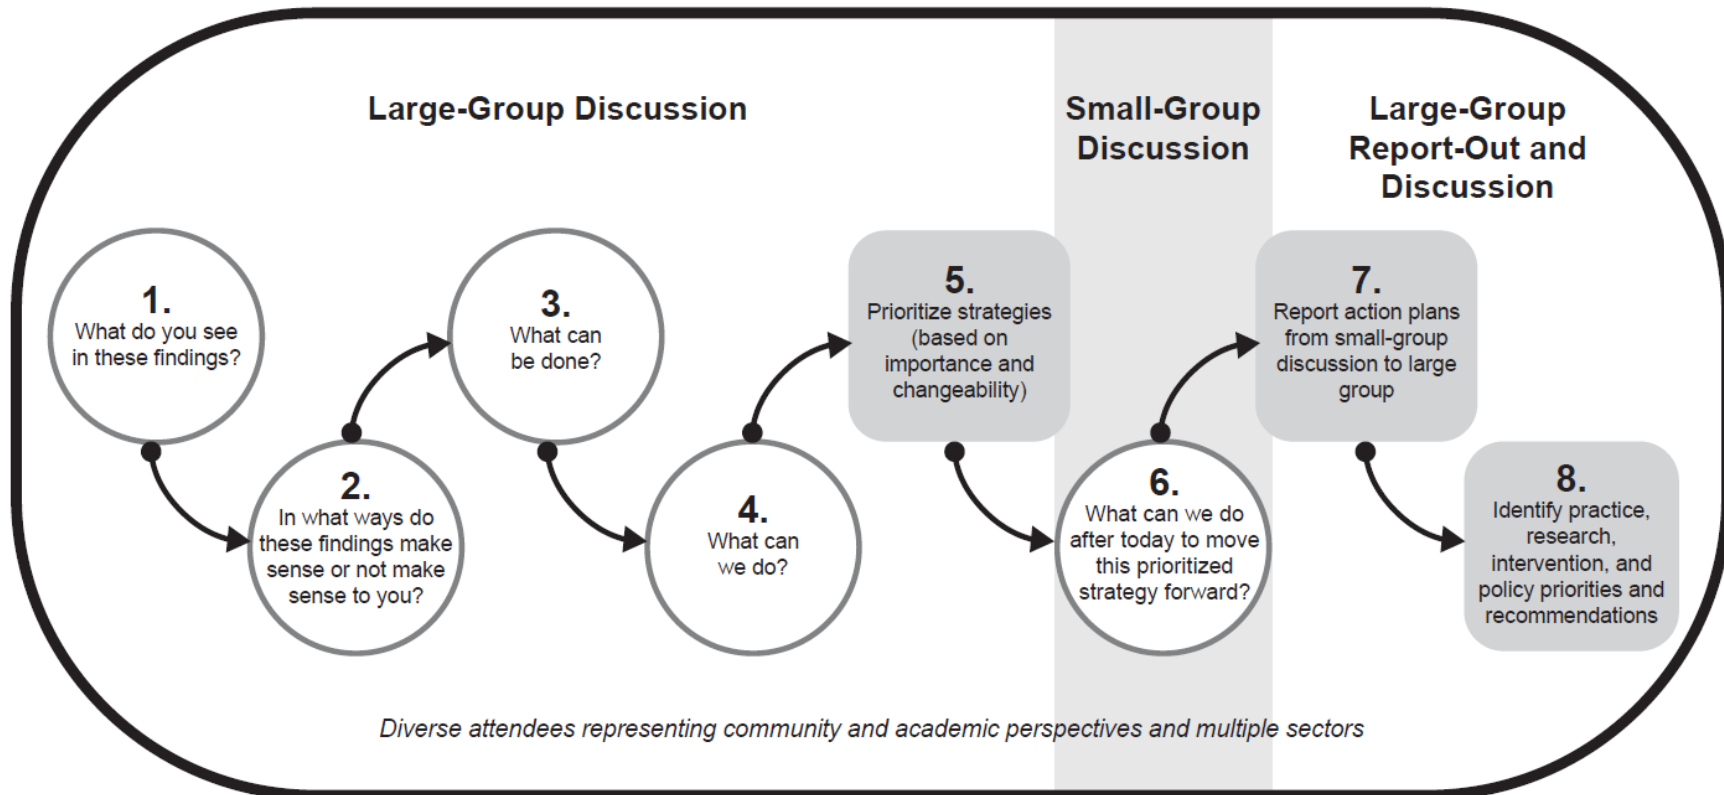 Large-Group Discussion
Small-Group
Discussion
Large-Group
Report-Out and
Discussion
1.
What do you see
in these findings?
2.
In what ways do
these findings make
sense or not make
sense to you?
3.
What can
be done?
4.
What can
we do?
5.
Prioritize strategies
(based on
importance and
changeability)
6.
What can we do
after today to move
this prioritized
strategy forward?
7.
Report action plans
from small-group
discussion to large
group
8.
Identify practice,
research,
intervention, and
policy priorities and
recommendations
Diverse attendees representing community and academic perspectives and multiple sectors